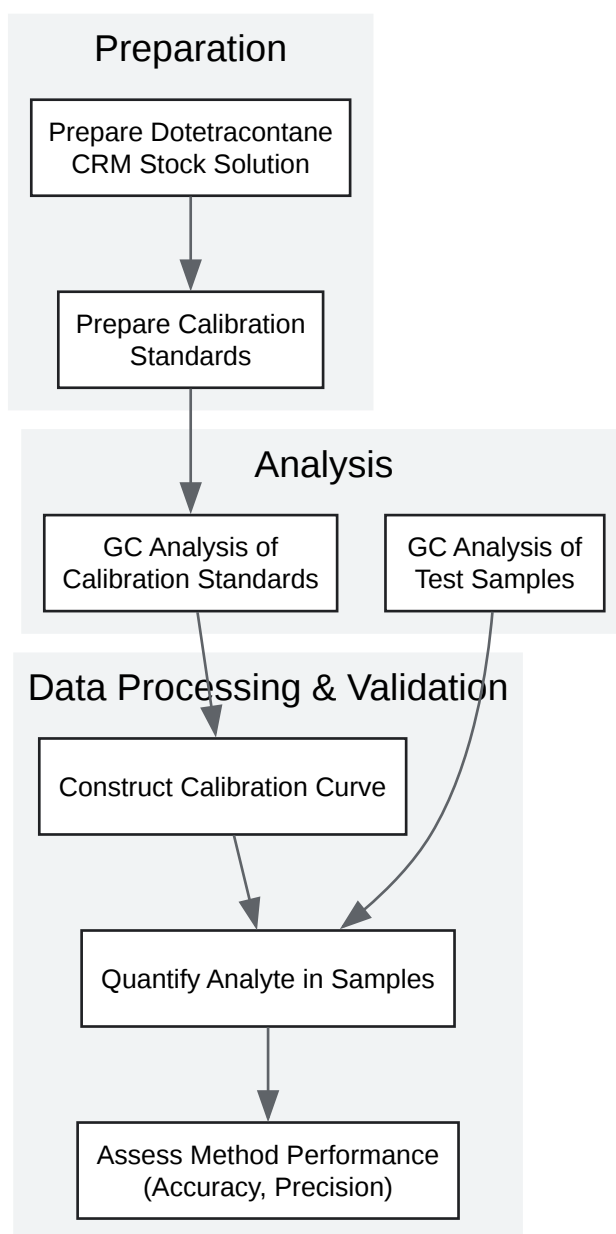 Preparation
Prepare Dotetracontane
CRM Stock Solution
Prepare Calibration
Standards
Analysis
GC Analysis of
Calibration Standards
GC Analysis of
Test Samples
Data Processing & Validation
Construct Calibration Curve
Quantify Analyte in Samples
Assess Method Performance
(Accuracy, Precision)